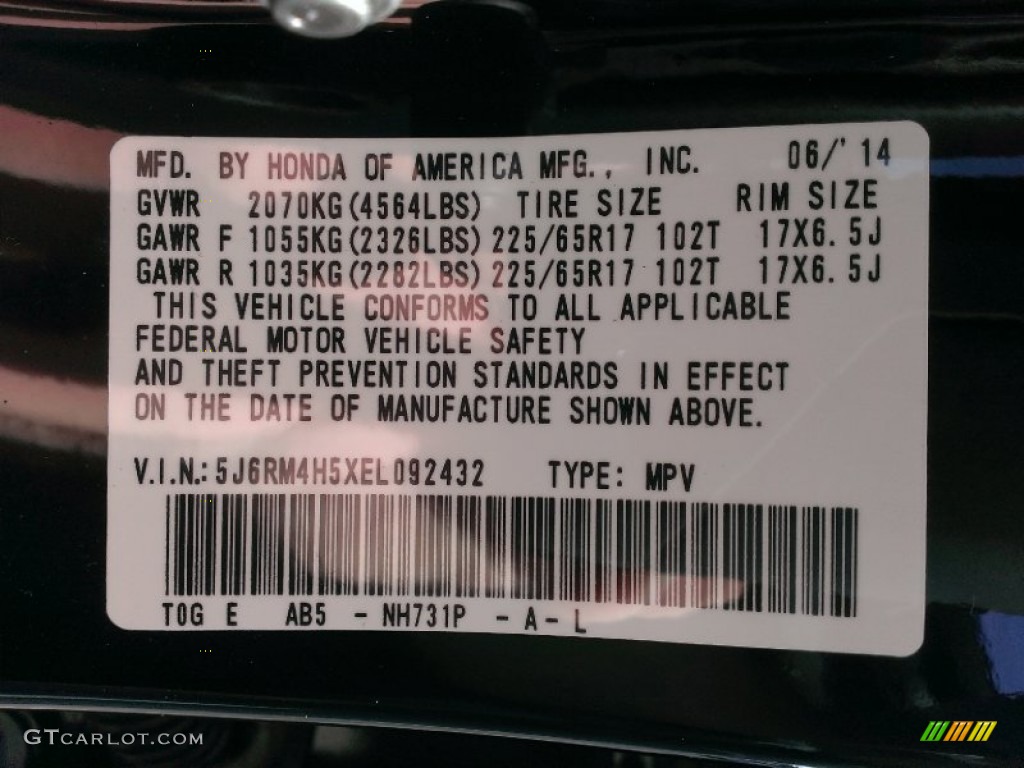 MFD. BY HONDA OF AMERICA MFG., INC. 06/'14
GVWR 2070KG(4564LBS) TIRE SIZE RIM SIZE
GAWR F 1055KG(2326LBS) 225/65R17 102T 17X6.5J
GAWR R 1035KG(2282LBS) 225/65R17 102T 17X6.5J
THIS VEHICLE CONFORMS TO ALL APPLICABLE
FEDERAL MOTOR VEHICLE SAFETY
AND THEFT PREVENTION STANDARDS IN EFFECT
ON THE DATE OF MANUFACTURE SHOWN ABOVE.
V.I.N.:5J6RM4H5XEL092432 TYPE: MPV
T0G E AB5 - NH731P - A - L
GTCARLOT.COM